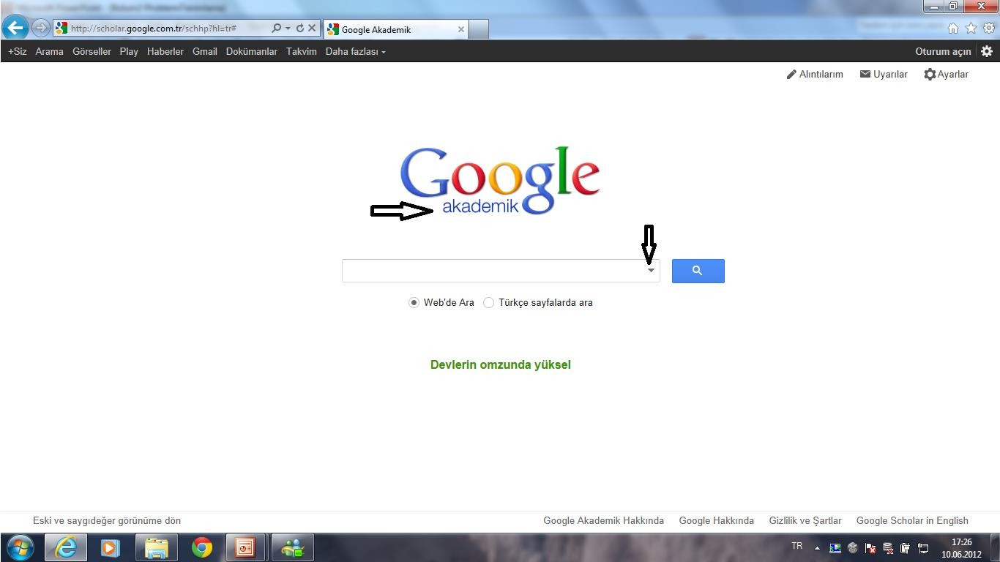 Microsoft PowerPoint
http://scholar.google.com.tr/schhp?hl=tr#
Google Akademik
+Siz Arama Görseller Play Haberler Gmail Dokümanlar Takvim Daha fazlası Oturum açın
Alıntılarım Uyarılar Ayarlar
Google
akademik
Web'de Ara Türkçe sayfalarda ara
Devlerin omzunda yüksel
Eski ve saygıdeğer görünüme dön Google Akademik Hakkında Google Hakkında Gizlilik ve Şartlar Google Scholar in English
TR 17:26
10.06.2012